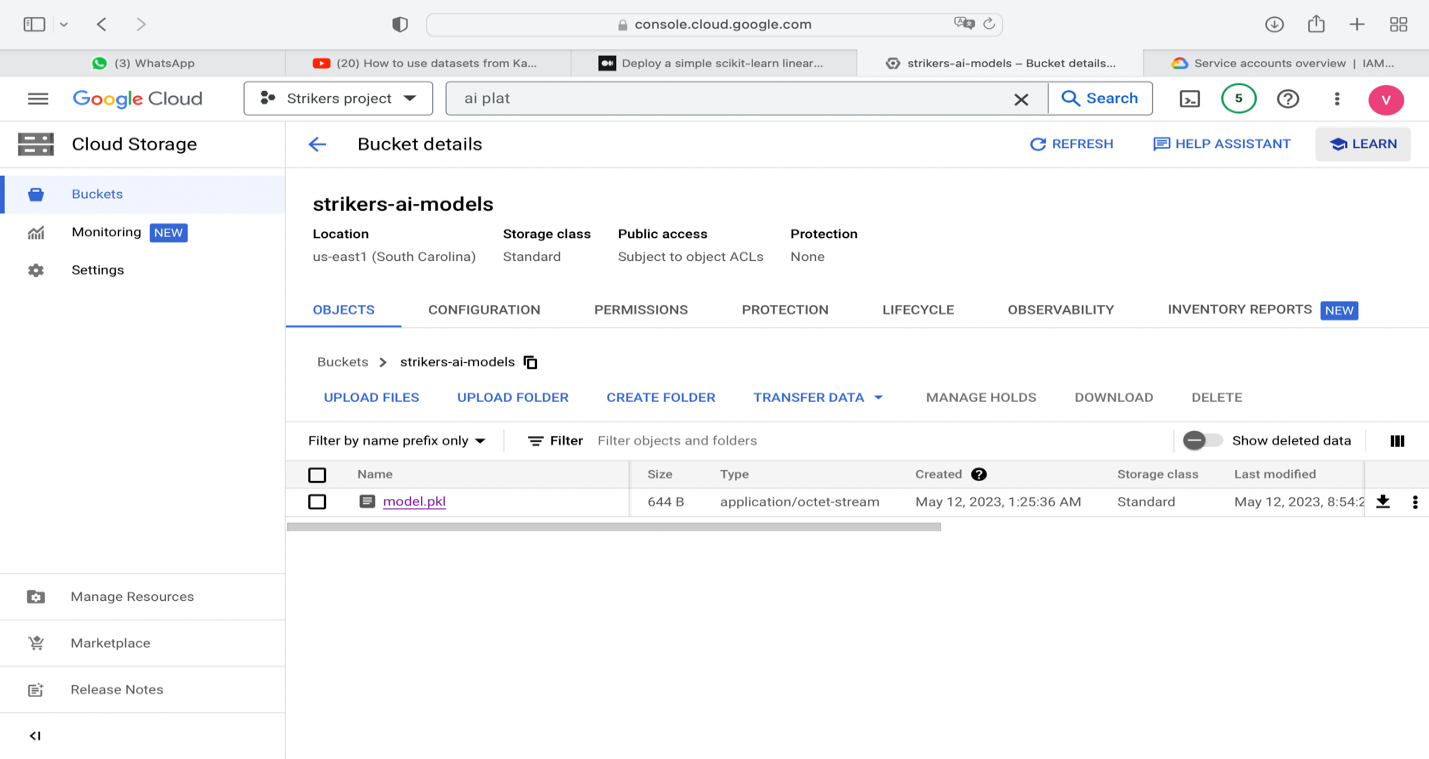 console.cloud.google.com
(3) WhatsApp
(20) How to use datasets from Ka...
Deploy a simple scikit-learn linear...
strikers-ai-models – Bucket details...
Service accounts overview | IAM...
Google Cloud
Strikers project
ai plat
Search
5
V
Cloud Storage
Bucket details
REFRESH
HELP ASSISTANT
LEARN
Buckets
Monitoring NEW
Settings
strikers-ai-models
Location
Storage class
Public access
Protection
us-east1 (South Carolina)
Standard
Subject to object ACLs
None
OBJECTS
CONFIGURATION
PERMISSIONS
PROTECTION
LIFECYCLE
OBSERVABILITY
INVENTORY REPORTS NEW
Buckets > strikers-ai-models
UPLOAD FILES
UPLOAD FOLDER
CREATE FOLDER
TRANSFER DATA
MANAGE HOLDS
DOWNLOAD
DELETE
Filter by name prefix only
Filter
Filter objects and folders
Show deleted data
Name
Size
Type
Created
Storage class
Last modified
model.pkl
644 B
application/octet-stream
May 12, 2023, 1:25:36 AM
Standard
May 12, 2023, 8:54:2
Manage Resources
Marketplace
Release Notes